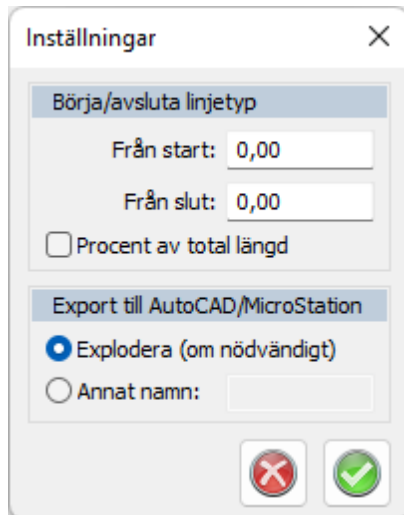 Inställningar
Börja/avsluta linjetyp
Från start: 0,00
Från slut: 0,00
Procent av total längd
Export till AutoCAD/MicroStation
Explodera (om nödvändigt)
Annat namn: